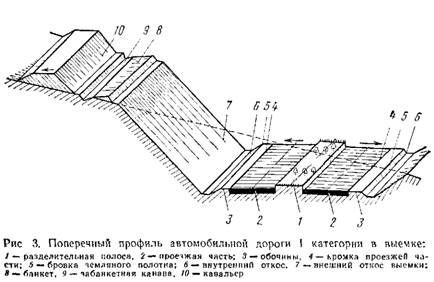 10
9
8
7
6 5 4
4 5 6
3
2
1
2
3
Рис 3. Поперечный профиль автомобильной дороги I категории в выемке:
1 — разделительная полоса, 2 — проезжая часть; 3 — обочины, 4 — кромка проезжей ча-
сти; 5 — бровка земляного полотна; 6 — внутренний откос, 7 — внешний откос выемки;
8 — банкет, 9 — забанкетная канава, 10 — кавальер